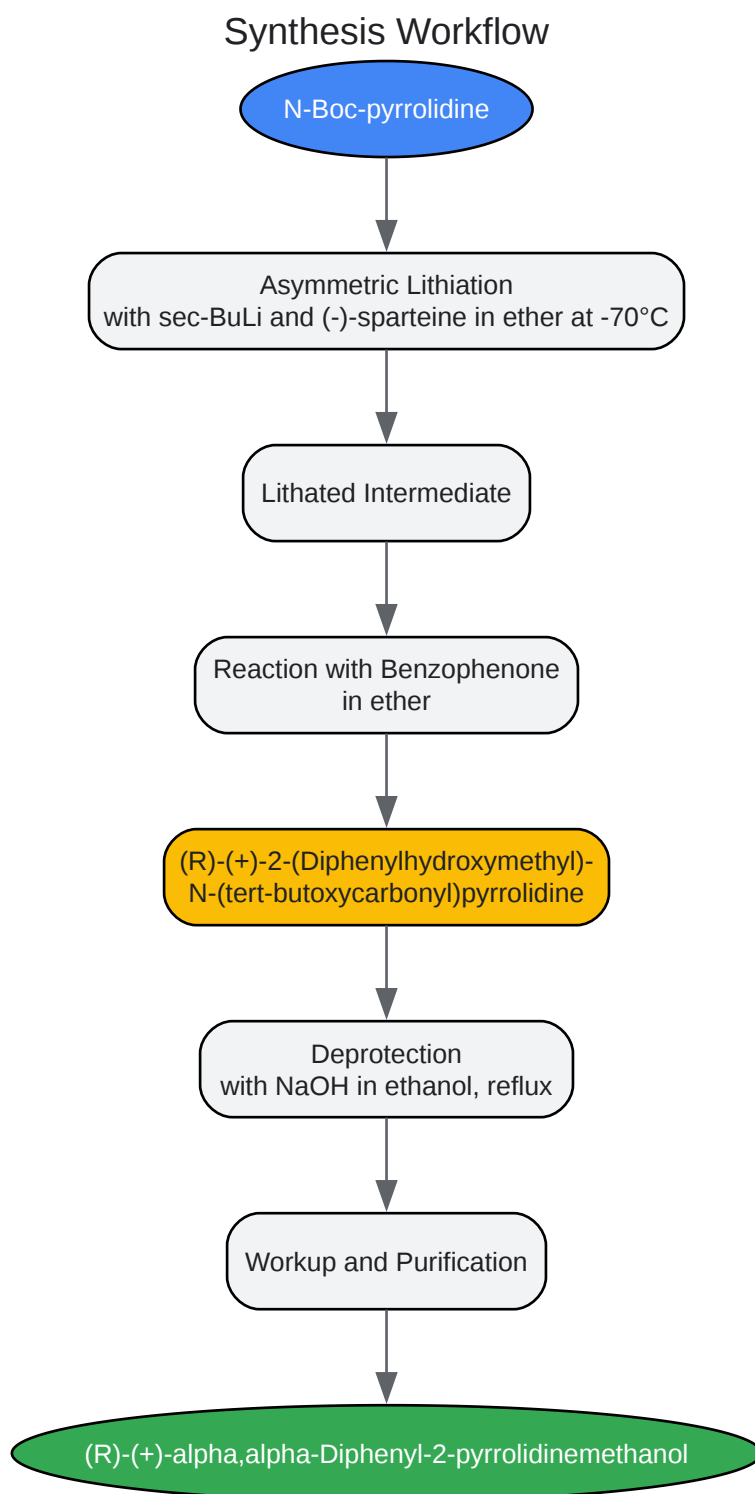 Synthesis Workflow
N-Boc-pyrrolidine
Asymmetric Lithiation
with sec-BuLi and (-)-sparteine in ether at -70°C
Lithated Intermediate
Reaction with Benzophenone
in ether
(R)-(+)-2-(Diphenylhydroxymethyl)-
N-(tert-butoxycarbonyl)pyrrolidine
Deprotection
with NaOH in ethanol, reflux
Workup and Purification
(R)-(+)-alpha,alpha-Diphenyl-2-pyrrolidinemethanol